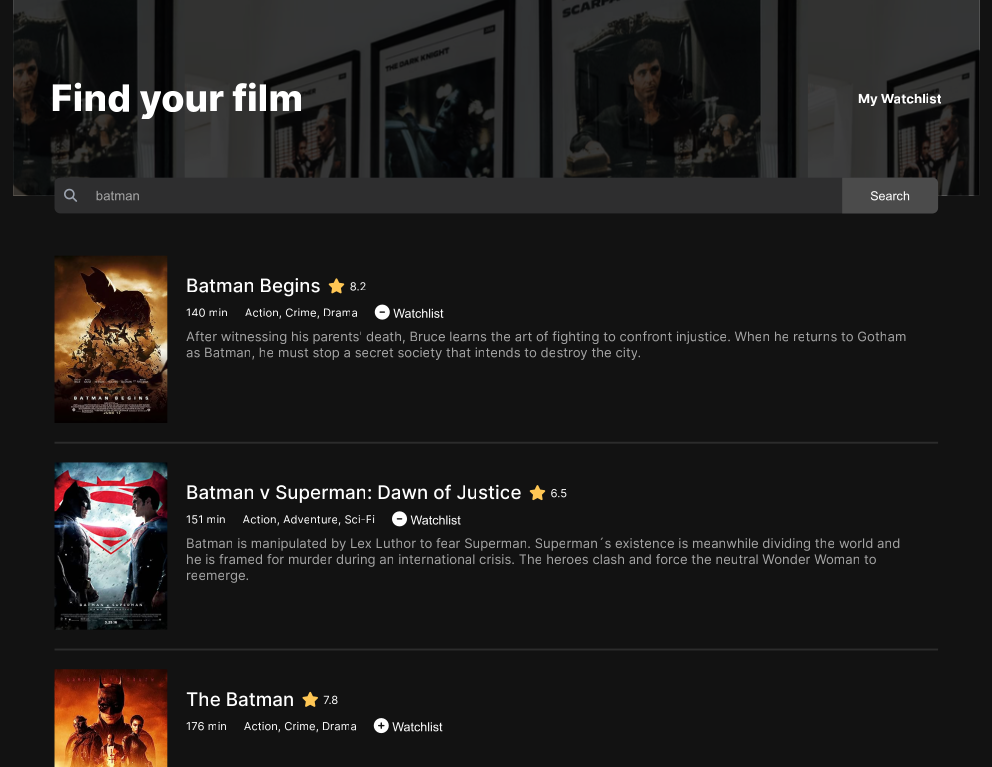 SCARFA
THE DARK KNIGHT
Find your film
My Watchlist
batman
Search
Batman Begins 8.2
140 min Action, Crime, Drama Watchlist
After witnessing his parents' death, Bruce learns the art of fighting to confront injustice. When he returns to Gotham
as Batman, he must stop a secret society that intends to destroy the city.
BATMAN BEGINS
JUNE 17
Batman v Superman: Dawn of Justice 6.5
151 min Action, Adventure, Sci-Fi Watchlist
Batman is manipulated by Lex Luthor to fear Superman. Superman´s existence is meanwhile dividing the world and
he is framed for murder during an international crisis. The heroes clash and force the neutral Wonder Woman to
reemerge.
BATMAN v SUPERMAN
The Batman 7.8
176 min Action, Crime, Drama Watchlist